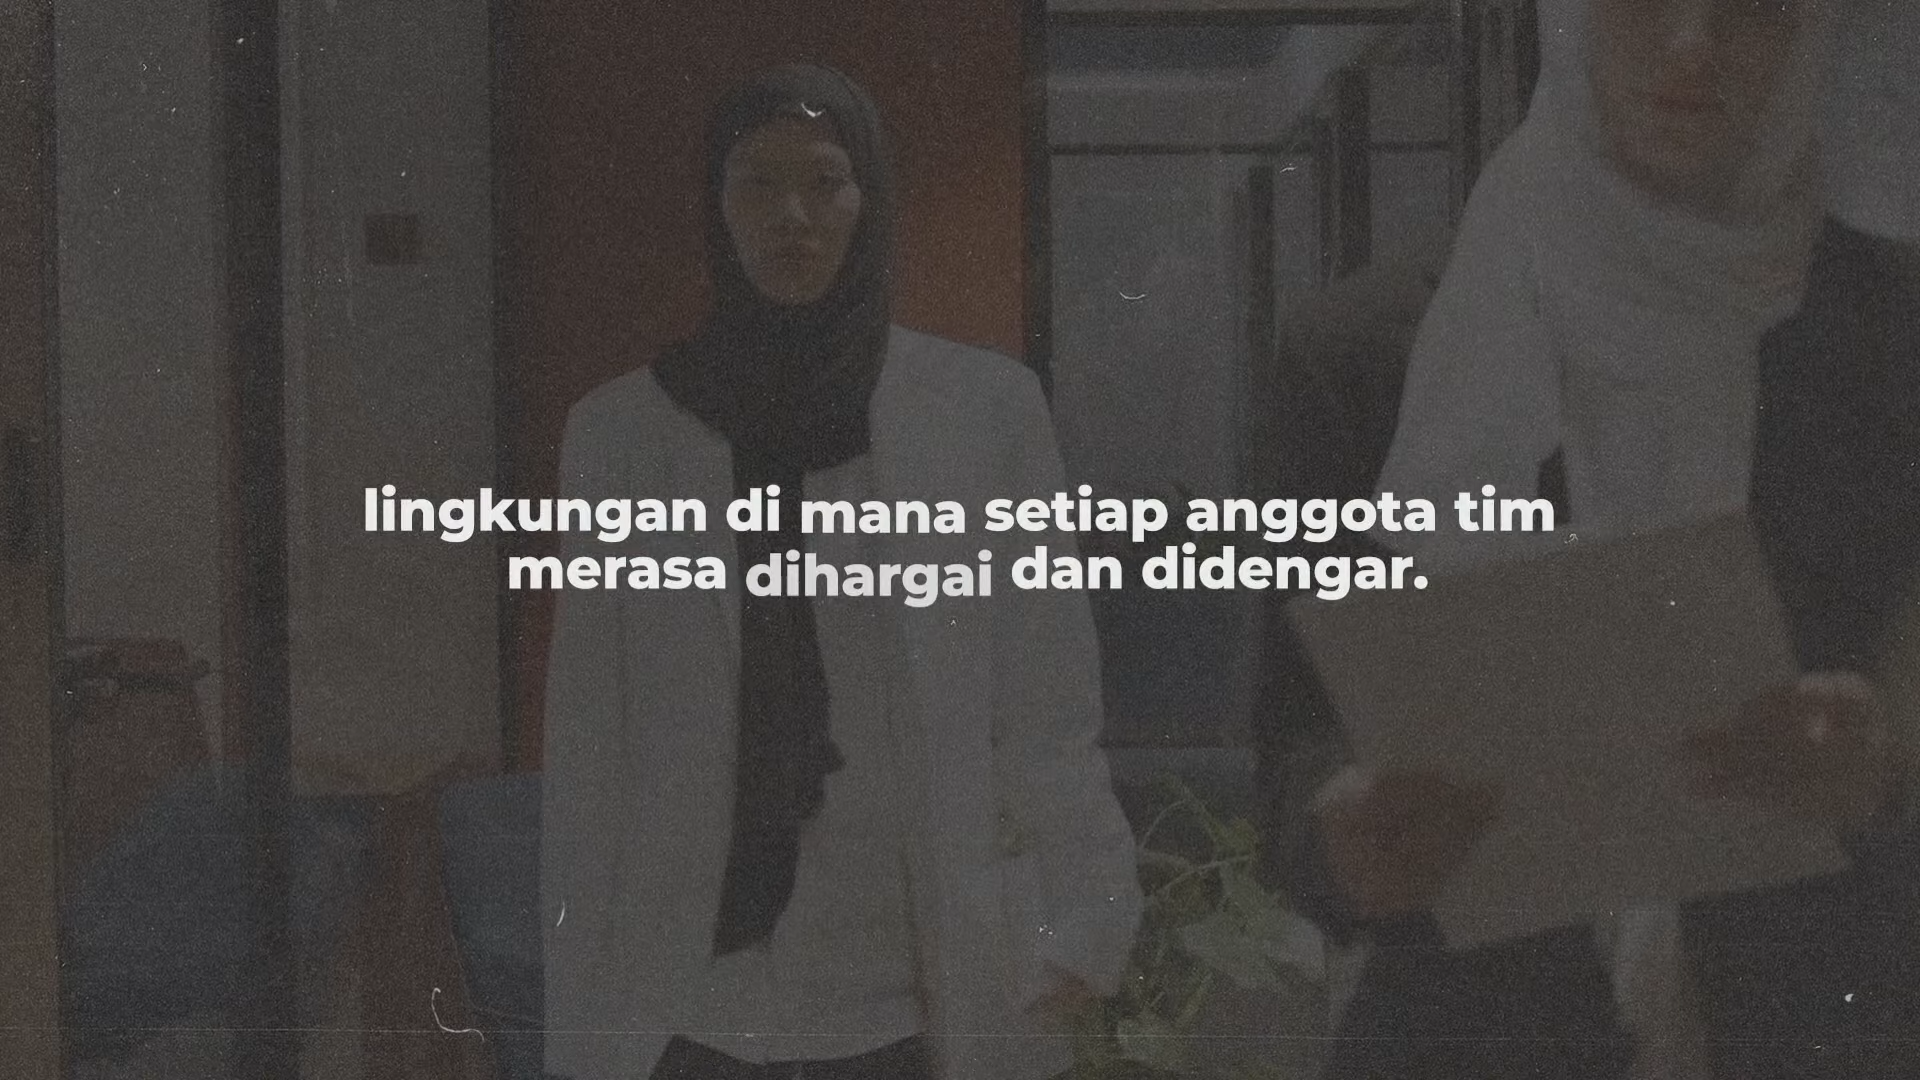 lingkungan di mana setiap anggota tim
merasa dihargai dan didengar.